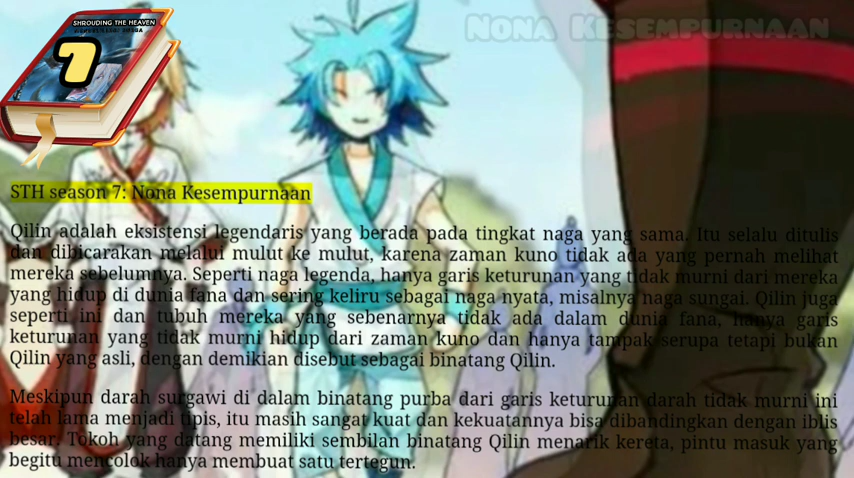 Nona Kesempurnaan
SHROUDING THE HEAVEN
7
STH season 7: Nona Kesempurnaan
Qilin adalah eksistensi legendaris yang berada pada tingkat naga yang sama. Itu selalu ditulis
dan dibicarakan melalui mulut ke mulut, karena zaman kuno tidak ada yang pernah melihat
mereka sebelumnya. Seperti naga legenda, hanya garis keturunan yang tidak murni dari mereka
yang hidup di dunia fana dan sering keliru sebagai naga nyata, misalnya naga sungai. Qilin juga
seperti ini dan tubuh mereka yang sebenarnya tidak ada dalam dunia fana, hanya garis
keturunan yang tidak murni hidup dari zaman kuno dan hanya tampak serupa tetapi bukan
Qilin yang asli, dengan demikian disebut sebagai binatang Qilin.
Meskipun darah surgawi di dalam binatang purba dari garis keturunan darah tidak murni ini
telah lama menjadi tipis, itu masih sangat kuat dan kekuatannya bisa dibandingkan dengan iblis
besar. Tokoh yang datang memiliki sembilan binatang Qilin menarik kereta, pintu masuk yang
begitu mencolok hanya membuat satu tertegun.